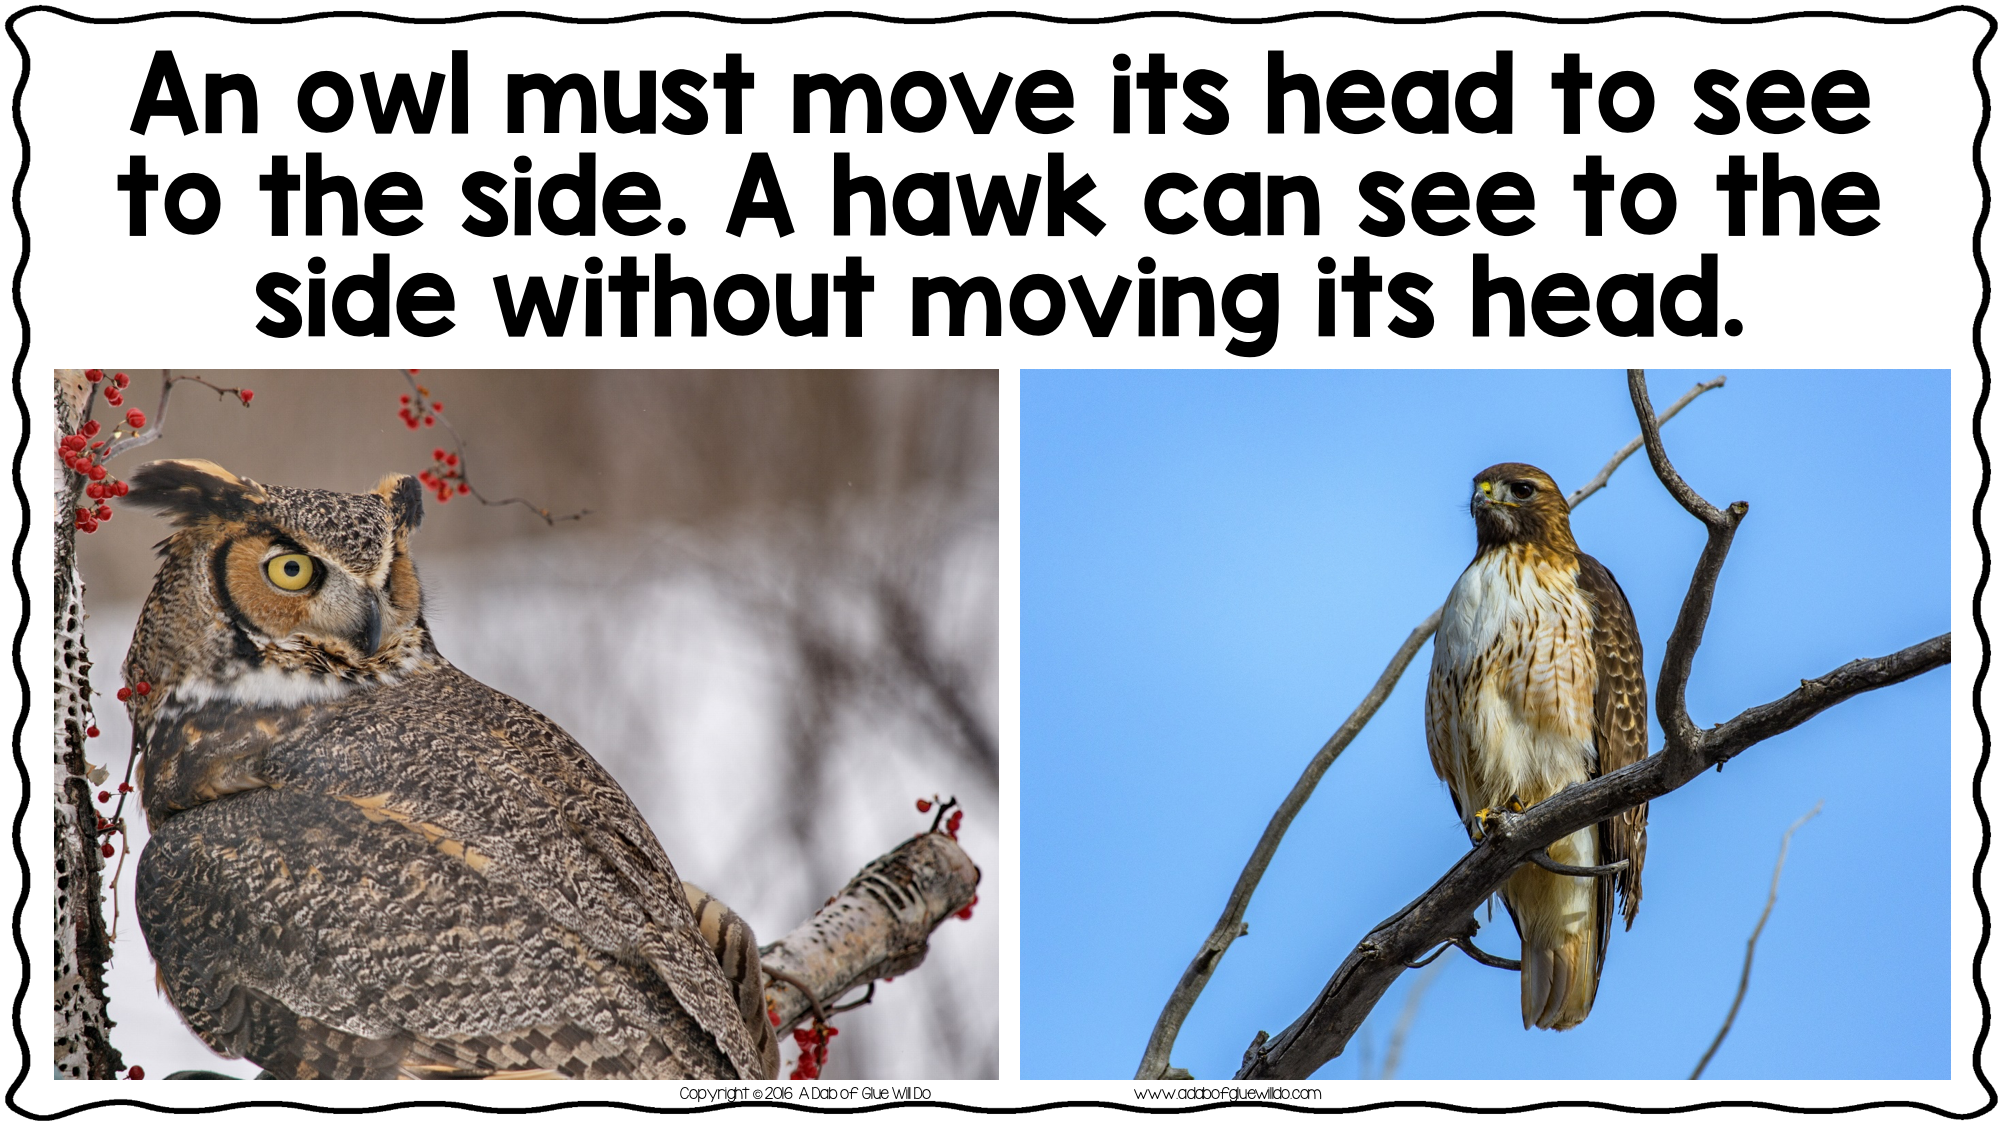 An owl must move its head to see
to the side. A hawk can see to the
side without moving its head.
Copyright © 2016 A Dab of Glue Will Do
www.adabofgluewilldo.com